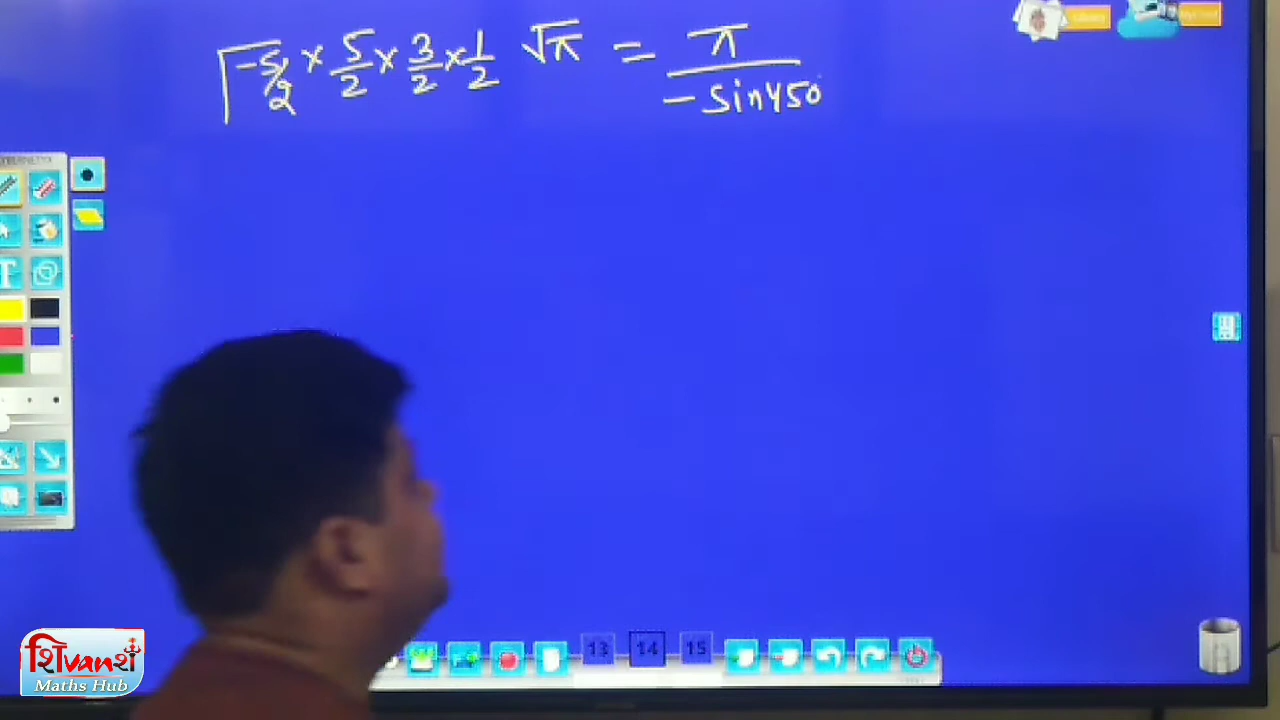 Γ-5/2 × 5/2 × 3/2 × 1/2 √π = π/-sin450
13 14 15
T
शिvanशी
Maths Hub